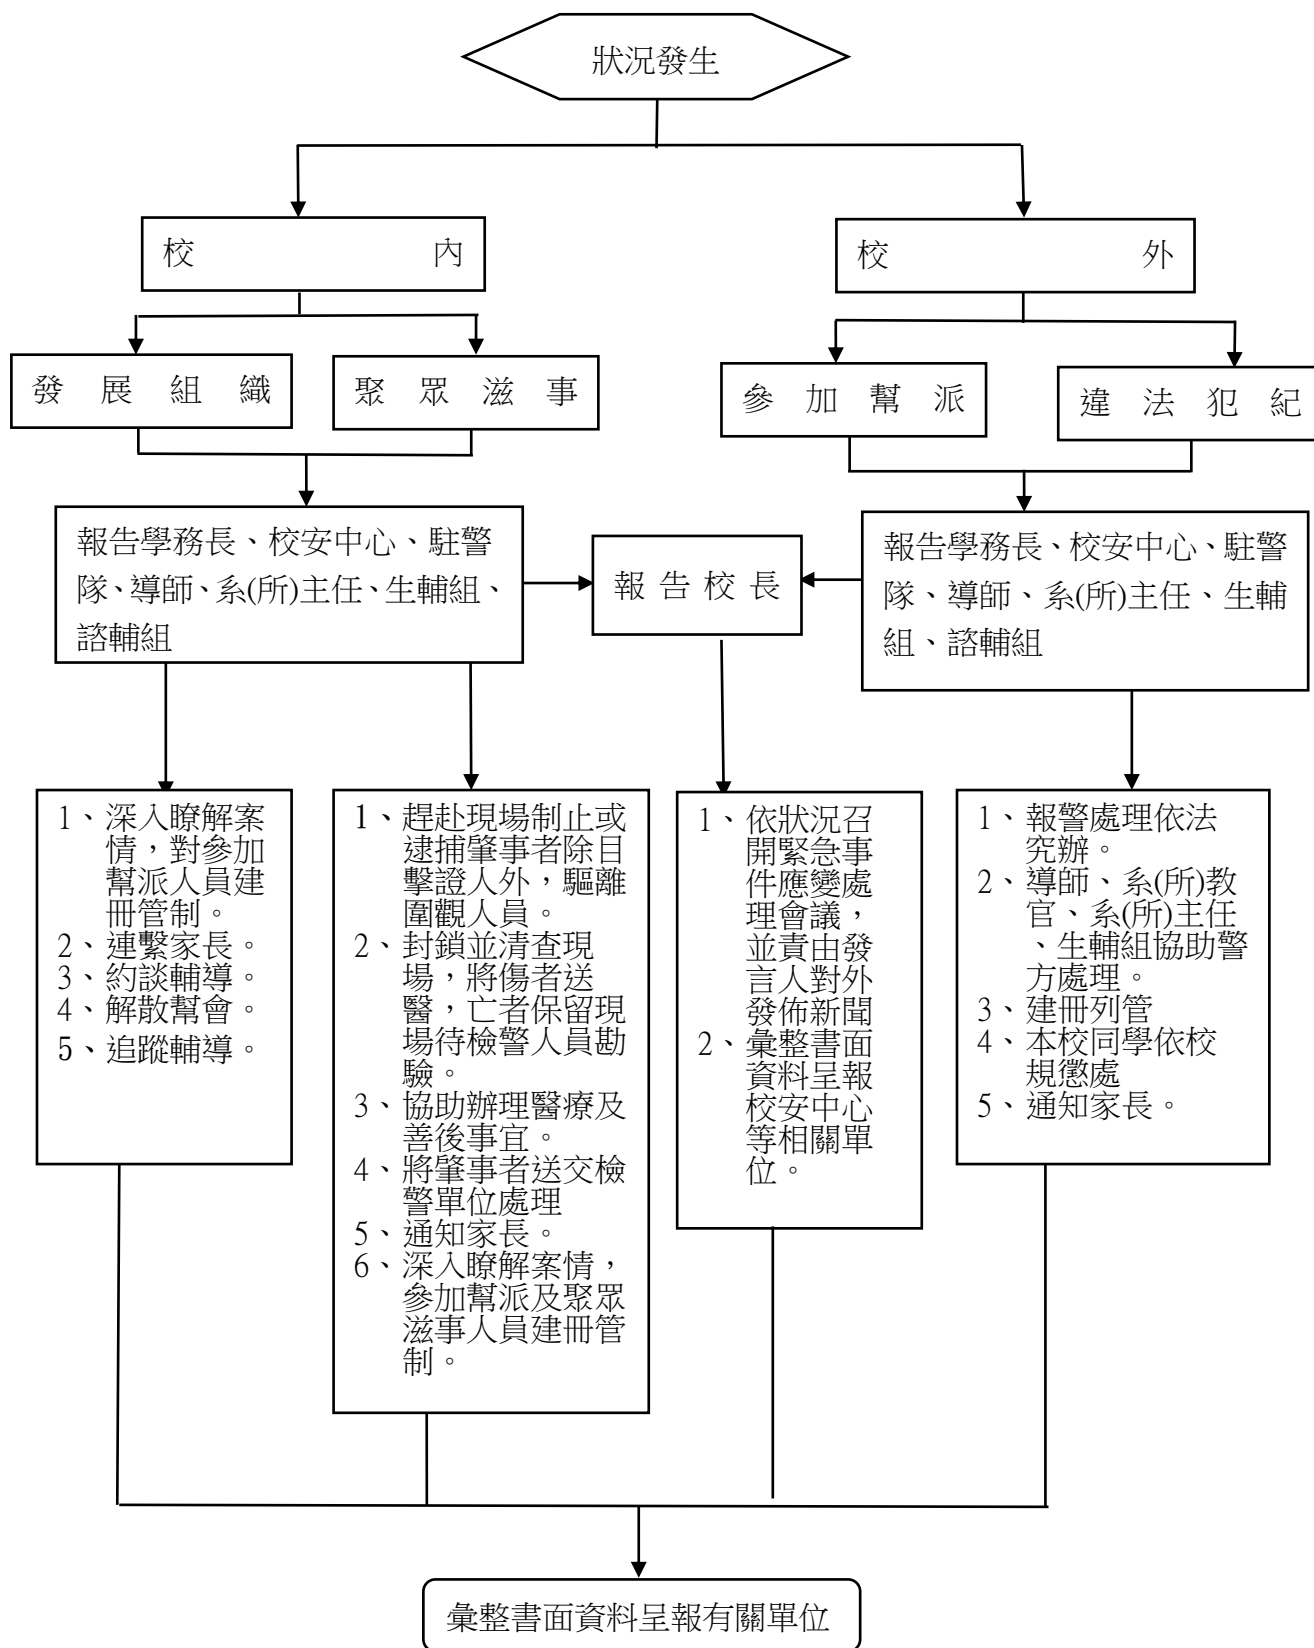 狀況發生
校 內
校 外
發 展 組 織
聚 眾 滋 事
參 加 幫 派
違 法 犯 紀
報告學務長、校安中心、駐警
隊、導師、系(所)主任、生輔組、
諮輔組
報 告 校 長
報告學務長、校安中心、駐警
隊、導師、系(所)主任、生輔
組、諮輔組
1、深入瞭解案
情，對參加
幫派人員建
冊管制。
2、連繫家長。
3、約談輔導。
4、解散幫會。
5、追蹤輔導。
1、趕赴現場制止或
逮捕肇事者除目
擊證人外，驅離
圍觀人員。
2、封鎖並清查現
場，將傷者送
醫，亡者保留現
場待檢警人員勘
驗。
3、協助辦理醫療及
善後事宜。
4、將肇事者送交檢
警單位處理
5、通知家長。
6、深入瞭解案情，
參加幫派及聚眾
滋事人員建冊管
制。
1、依狀況召
開緊急事
件應變處
理會議，
並責由發
言人對外
發佈新聞
2、彙整書面
資料呈報
校安中心
等相關單
位。
1、報警處理依法
究辦。
2、導師、系(所)教
官、系(所)主任
、生輔組協助警
方處理。
3、建冊列管
4、本校同學依校
規懲處
5、通知家長。
彙整書面資料呈報有關單位